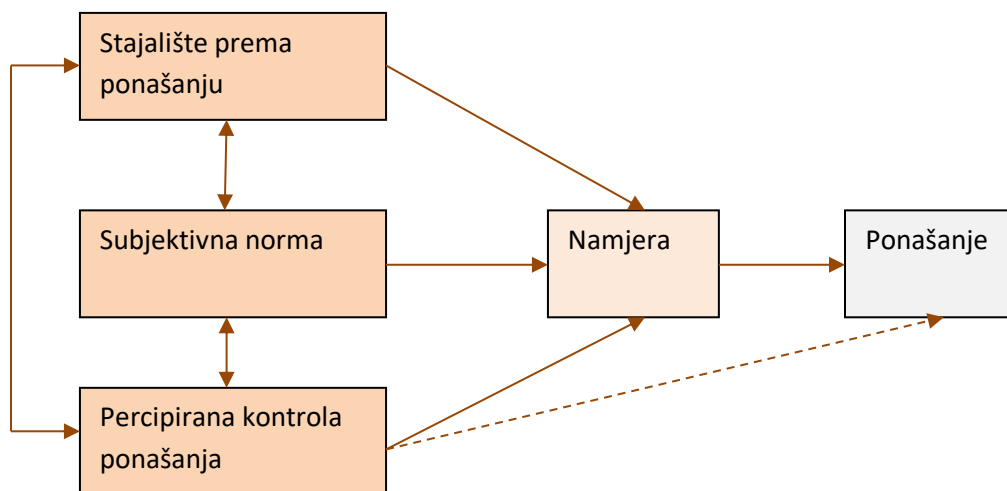 Stajalište prema
ponašanju
Subjektivna norma
Namjera
Ponašanje
Percipirana kontrola
ponašanja